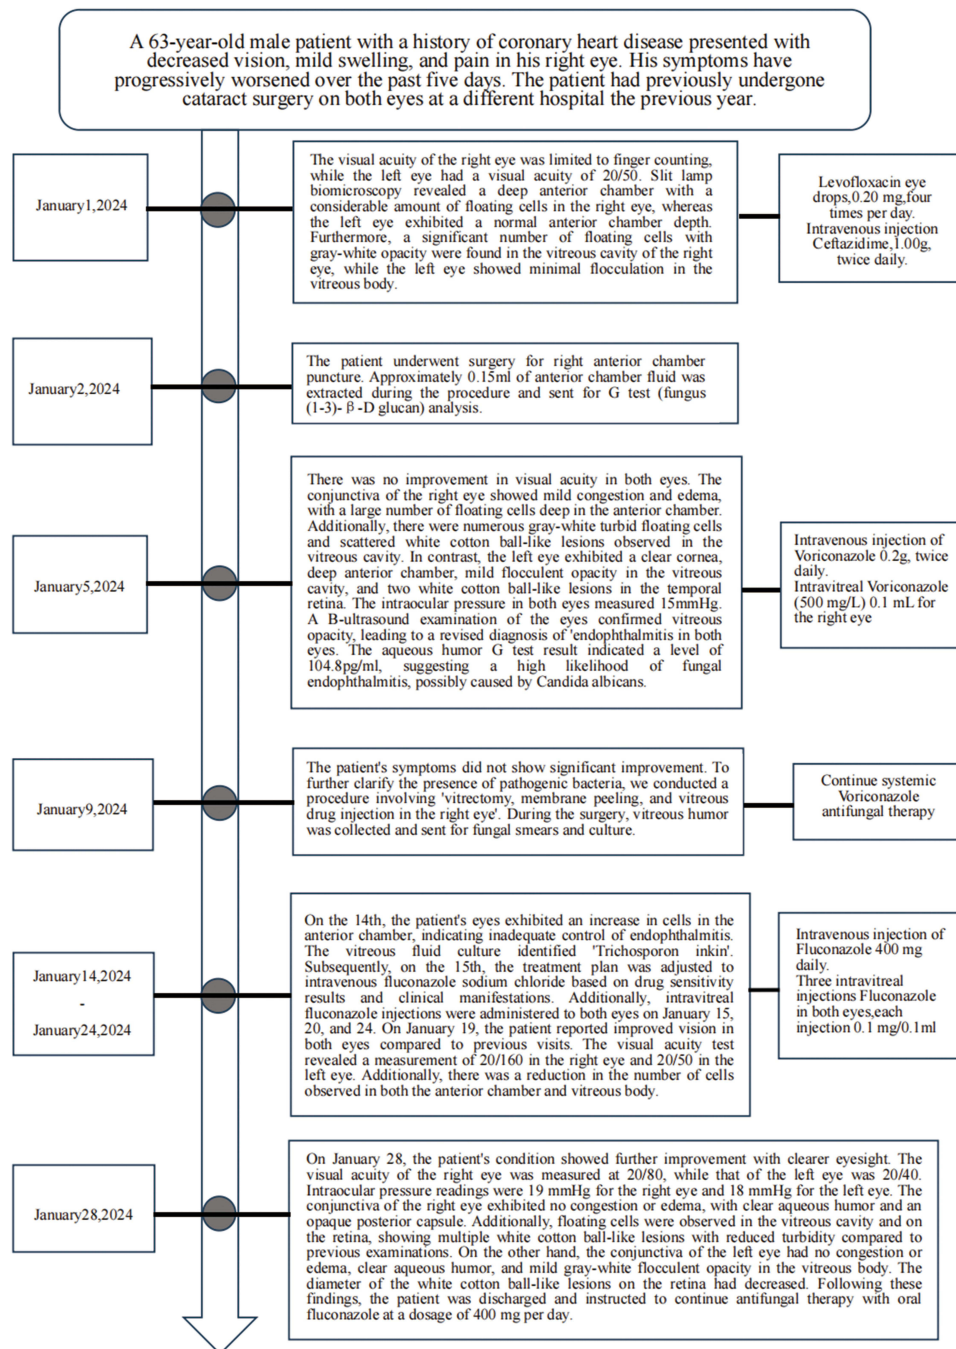 A 63-year-old male patient with a history of coronary heart disease presented with
decreased vision, mild swelling, and pain in his right eye. His symptoms have
progressively worsened over the past five days. The patient had previously undergone
cataract surgery on both eyes at a different hospital the previous year.
January1,2024
The visual acuity of the right eye was limited to finger counting,
while the left eye had a visual acuity of 20/50. Slit lamp
biomicroscopy revealed a deep anterior chamber with a
considerable amount of floating cells in the right eye, whereas
the left eye exhibited a normal anterior chamber depth.
Furthermore, a significant number of floating cells with
gray-white opacity were found in the vitreous cavity of the right
eye, while the left eye showed minimal flocculation in the
vitreous body.
Levofloxacin eye
drops,0.20 mg,four
times per day.
Intravenous injection
Ceftazidime,1.00g,
twice daily.
January2,2024
The patient underwent surgery for right anterior chamber
puncture. Approximately 0.15ml of anterior chamber fluid was
extracted during the procedure and sent for G test (fungus
(1-3)-β-D glucan) analysis.
January5,2024
There was no improvement in visual acuity in both eyes. The
conjunctiva of the right eye showed mild congestion and edema,
with a large number of floating cells deep in the anterior chamber.
Additionally, there were numerous gray-white turbid floating cells
and scattered white cotton ball-like lesions observed in the
vitreous cavity. In contrast, the left eye exhibited a clear cornea,
deep anterior chamber, mild flocculent opacity in the vitreous
cavity, and two white cotton ball-like lesions in the temporal
retina. The intraocular pressure in both eyes measured 15mmHg.
A B-ultrasound examination of the eyes confirmed vitreous
opacity, leading to a revised diagnosis of 'endophthalmitis in both
eyes. The aqueous humor G test result indicated a level of
104.8pg/ml, suggesting a high likelihood of fungal
endophthalmitis, possibly caused by Candida albicans.
Intravenous injection of
Voriconazole 0.2g, twice
daily.
Intravitreal Voriconazole
(500 mg/L) 0.1 mL for
the right eye
January9,2024
The patient's symptoms did not show significant improvement. To
further clarify the presence of pathogenic bacteria, we conducted a
procedure involving 'vitrectomy, membrane peeling, and vitreous
drug injection in the right eye'. During the surgery, vitreous humor
was collected and sent for fungal smears and culture.
Continue systemic
Voriconazole
antifungal therapy
January14,2024
-
January24,2024
On the 14th, the patient's eyes exhibited an increase in cells in the
anterior chamber, indicating inadequate control of endophthalmitis.
The vitreous fluid culture identified 'Trichosporon inkin'.
Subsequently, on the 15th, the treatment plan was adjusted to
intravenous fluconazole sodium chloride based on drug sensitivity
results and clinical manifestations. Additionally, intravitreal
fluconazole injections were administered to both eyes on January 15,
20, and 24. On January 19, the patient reported improved vision in
both eyes compared to previous visits. The visual acuity test
revealed a measurement of 20/160 in the right eye and 20/50 in the
left eye. Additionally, there was a reduction in the number of cells
observed in both the anterior chamber and vitreous body.
Intravenous injection of
Fluconazole 400 mg
daily.
Three intravitreal
injections Fluconazole
in both eyes,each
injection 0.1 mg/0.1ml
January28,2024
On January 28, the patient's condition showed further improvement with clearer eyesight. The
visual acuity of the right eye was measured at 20/80, while that of the left eye was 20/40.
Intraocular pressure readings were 19 mmHg for the right eye and 18 mmHg for the left eye. The
conjunctiva of the right eye exhibited no congestion or edema, with clear aqueous humor and an
opaque posterior capsule. Additionally, floating cells were observed in the vitreous cavity and on
the retina, showing multiple white cotton ball-like lesions with reduced turbidity compared to
previous examinations. On the other hand, the conjunctiva of the left eye had no congestion or
edema, clear aqueous humor, and mild gray-white flocculent opacity in the vitreous body. The
diameter of the white cotton ball-like lesions on the retina had decreased. Following these
findings, the patient was discharged and instructed to continue antifungal therapy with oral
fluconazole at a dosage of 400 mg per day.